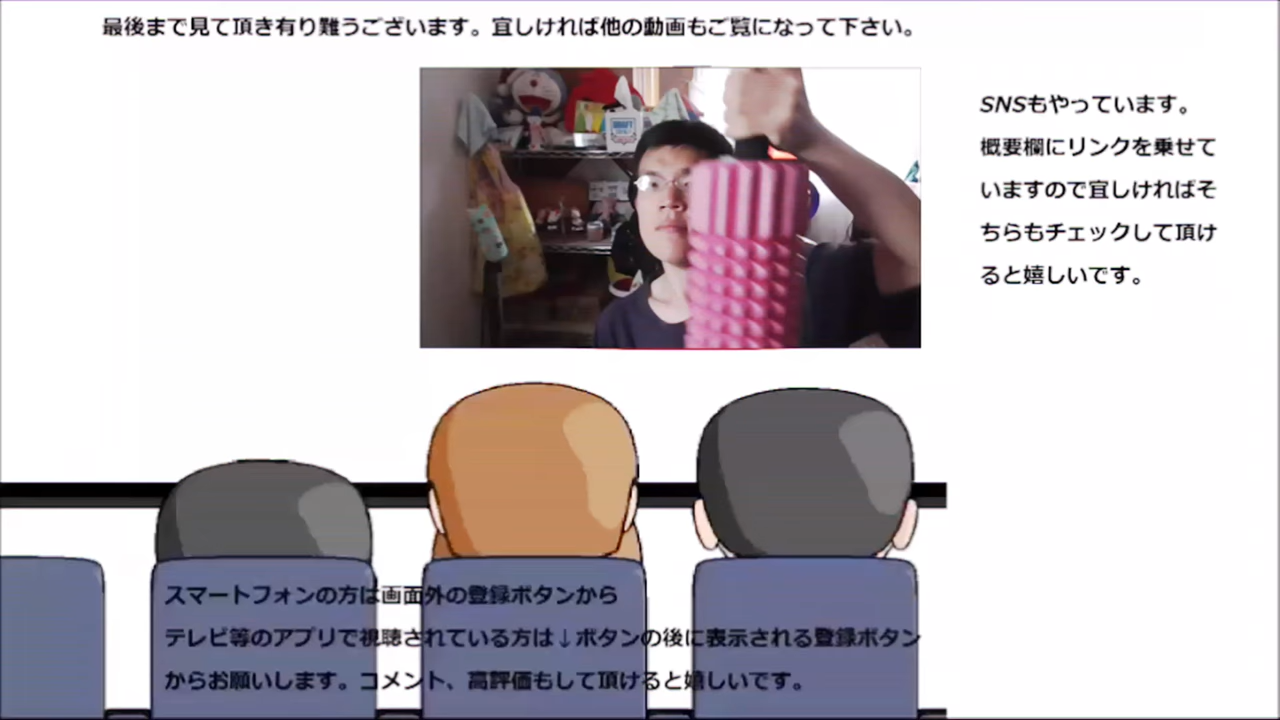 最後まで見て頂き有り難うございます。宜しければ他の動画もご覧になって下さい。
SNSもやっています。
概要欄にリンクを乗せて
いますので宜しければそ
ちらもチェックして頂け
ると嬉しいです。
スマートフォンの方は画面外の登録ボタンから
テレビ等のアプリで視聴されている方は↓ボタンの後に表示される登録ボタン
からお願いします。コメント、高評価もして頂けると嬉しいです。